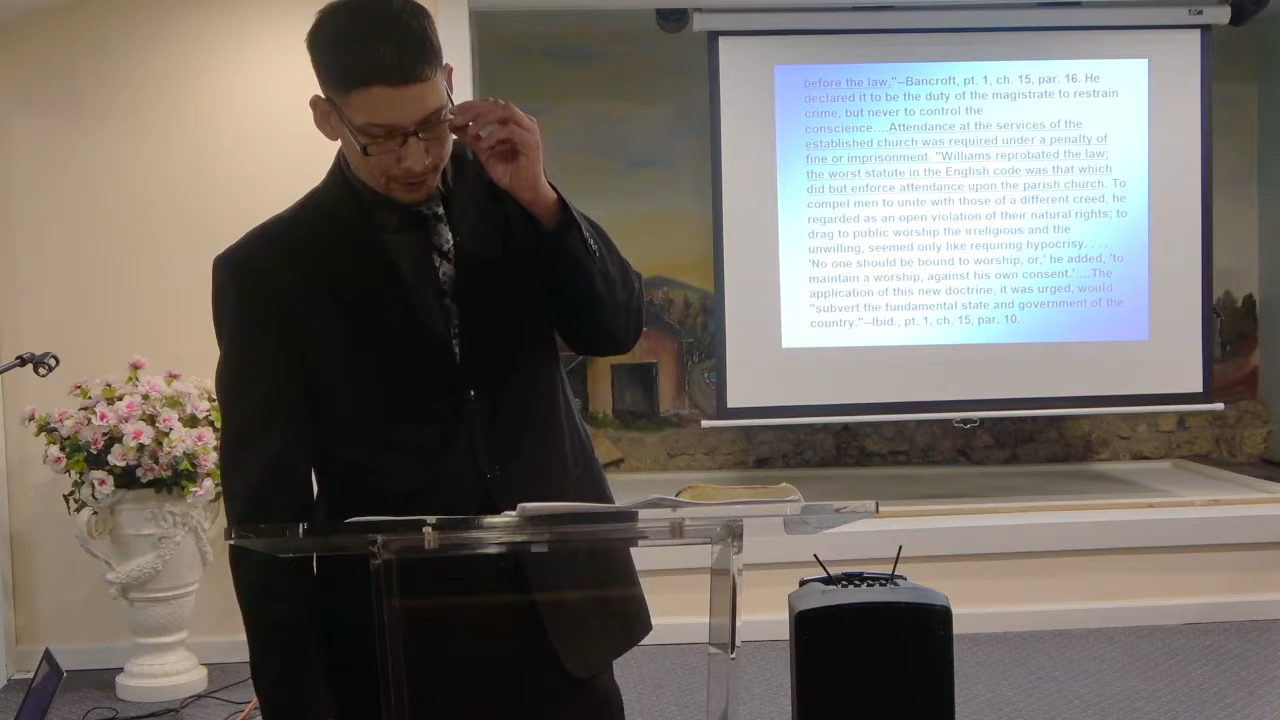 before the law."--Bancroft, pt. 1, ch. 15, par. 16. He
declared it to be the duty of the magistrate to restrain
crime, but never to control the
conscience....Attendance at the services of the
established church was required under a penalty of
fine or imprisonment. "Williams reprobated the law;
the worst statute in the English code was that which
did but enforce attendance upon the parish church. To
compel men to unite with those of a different creed, he
regarded as an open violation of their natural rights; to
drag to public worship the irreligious and the
unwilling, seemed only like requiring hypocrisy. . . .
'No one should be bound to worship, or,' he added, 'to
maintain a worship, against his own consent.'....The
application of this new doctrine, it was urged, would
"subvert the fundamental state and government of the
country."--Ibid., pt. 1, ch. 15, par. 10.